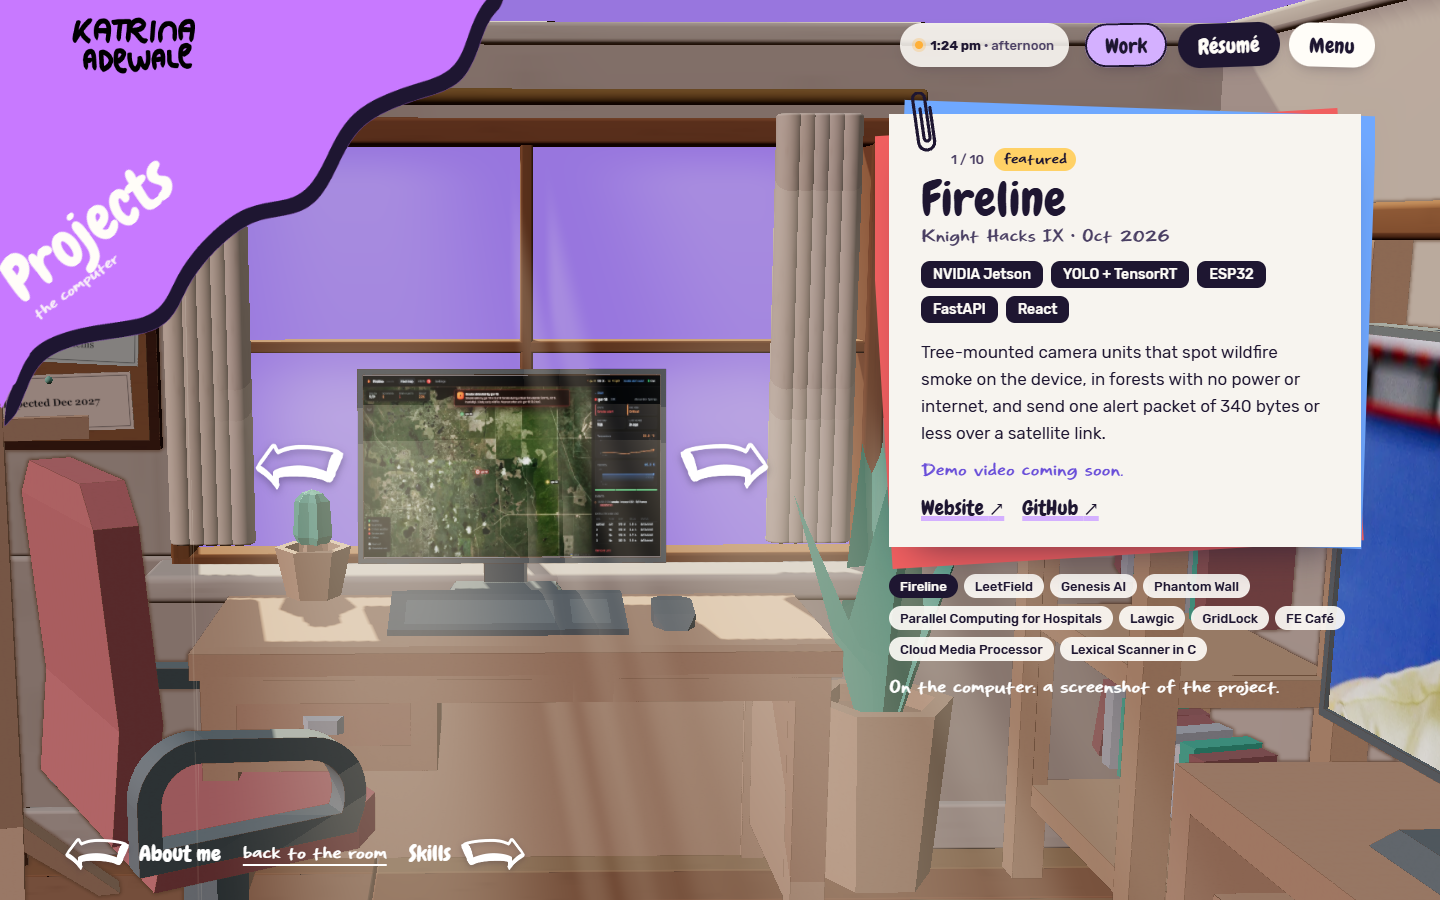 KATRINA
ADEWALE
1:24 pm · afternoon
Work
Résumé
Menu
Projects
the computer
1 / 10
featured
Fireline
Knight Hacks IX · Oct 2026
NVIDIA Jetson
YOLO + TensorRT
ESP32
FastAPI
React
Tree-mounted camera units that spot wildfire
smoke on the device, in forests with no power or
internet, and send one alert packet of 340 bytes or
less over a satellite link.
Demo video coming soon.
Website ↗
GitHub ↗
Dec 2027
Fireline
LeetField
Genesis AI
Phantom Wall
Parallel Computing for Hospitals
Lawgic
GridLock
FE Café
Cloud Media Processor
Lexical Scanner in C
On the computer: a screenshot of the project.
About me
back to the room
Skills